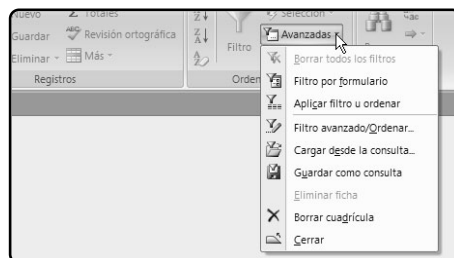 Nuevo Totales Selección
Guardar Revisión ortográfica Filtro Avanzadas
Eliminar Más
Registros Orden
Borrar todos los filtros
Filtro por formulario
Aplicar filtro u ordenar
Filtro avanzado/Ordenar...
Cargar desde la consulta...
Guardar como consulta
Eliminar ficha
Borrar cuadrícula
Cerrar